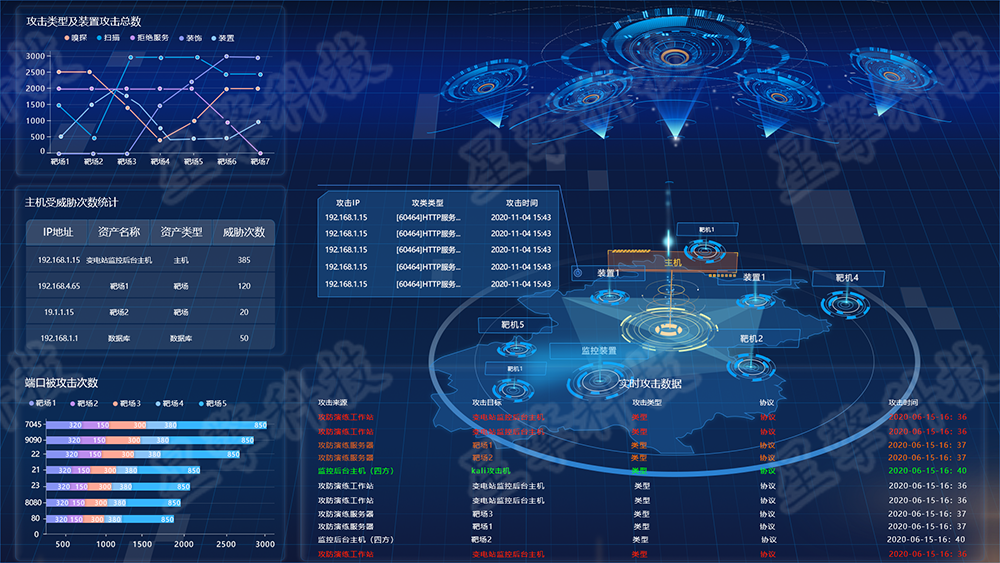 攻击类型及装置攻击总数
嗅探 扫描 拒绝服务 装饰 装置
3000
2500
2000
1500
1000
500
0
靶场1 靶场2 靶场3 靶场4 靶场5 靶场6 靶场7
主机受威胁次数统计
IP地址 资产名称 资产类型 威胁次数
192.168.1.15 变电站监控后台主机 主机 385
192.168.4.65 靶场1 靶场 120
19.1.1.15 靶场2 靶场 20
192.168.1.1 数据库 数据库 50
端口被攻击次数
靶场1 靶场2 靶场3 靶场4 靶场5
7045 320 150 300 380 850
9090 320 150 300 380 850
22 320 150 300 380 850
21 320 150 300 380 850
23 320 150 300 380 850
8080 320 150 300 380 850
80 320 150 300 380 850
0
500 1000 1500 2000 2500 3000
攻击IP 攻类类型 攻击时间
192.168.1.15 [60464]HTTP服务... 2020-11-04 15:43
192.168.1.15 [60464]HTTP服务... 2020-11-04 15:43
192.168.1.15 [60464]HTTP服务... 2020-11-04 15:43
192.168.1.15 [60464]HTTP服务... 2020-11-04 15:43
192.168.1.15 [60464]HTTP服务... 2020-11-04 15:43
靶机1
主机
装置1
装置1
靶机4
靶机5
靶机2
监控装置
靶机1
实时攻击数据
攻击来源 攻击目标 攻击类型 协议 攻击时间
攻防演练工作站 变电站监控后台主机 类型 协议 2020-06-15-16：36
攻防演练工作站 变电站监控后台主机 类型 协议 2020-06-15-16：36
攻防演练服务器 靶场1 类型 协议 2020-06-15-16：37
攻防演练服务器 靶场2 类型 协议 2020-06-15-16：37
监控后台主机（四方） kali攻击机 类型 协议 2020-06-15-16：40
攻防演练工作站 变电站监控后台主机 类型 协议 2020-06-15-16：36
攻防演练工作站 变电站监控后台主机 类型 协议 2020-06-15-16：36
攻防演练服务器 靶场3 类型 协议 2020-06-15-16：37
攻防演练服务器 靶场1 类型 协议 2020-06-15-16：37
监控后台主机（四方） 靶场2 类型 协议 2020-06-15-16：40
攻防演练工作站 变电站监控后台主机 类型 协议 2020-06-15-16：36